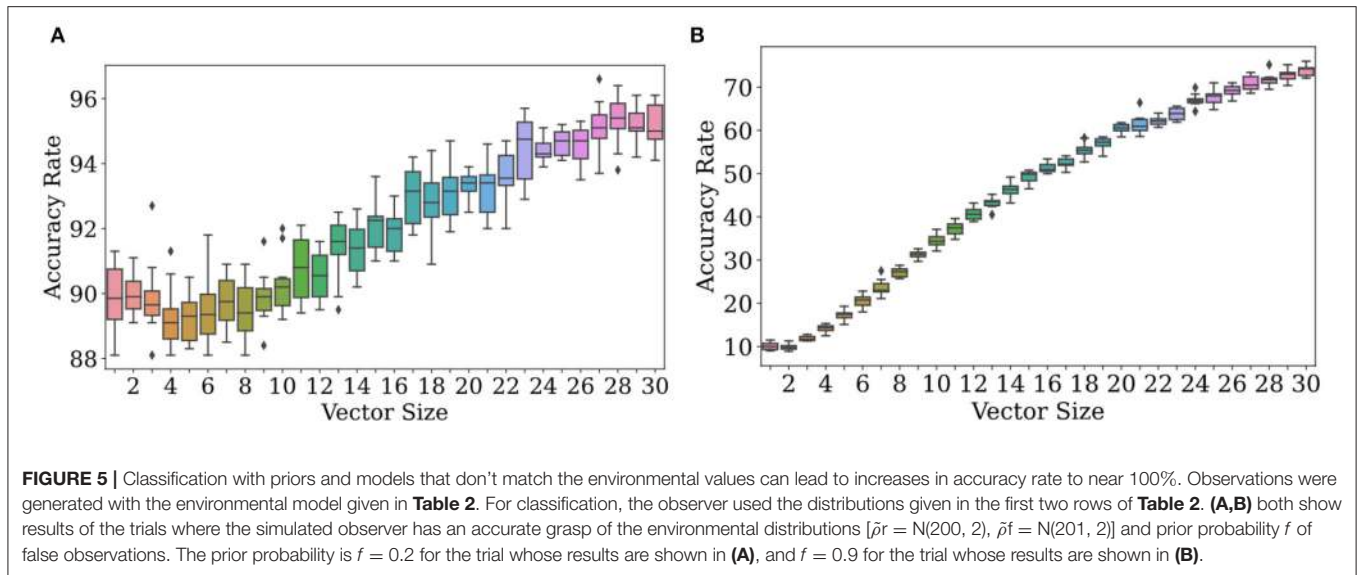 A
B
Accuracy Rate
96
94
92
90
88
2 4 6 8 10 12 14 16 18 20 22 24 26 28 30
Vector Size
Accuracy Rate
70
60
50
40
30
20
10
2 4 6 8 10 12 14 16 18 20 22 24 26 28 30
Vector Size
FIGURE 5 | Classification with priors and models that don't match the environmental values can lead to increases in accuracy rate to near 100%. Observations were
generated with the environmental model given in Table 2. For classification, the observer used the distributions given in the first two rows of Table 2. (A,B) both show
results of the trials where the simulated observer has an accurate grasp of the environmental distributions [ρ̃r = N(200, 2), ρ̃f = N(201, 2)] and prior probability f of
false observations. The prior probability is f = 0.2 for the trial whose results are shown in (A), and f = 0.9 for the trial whose results are shown in (B).